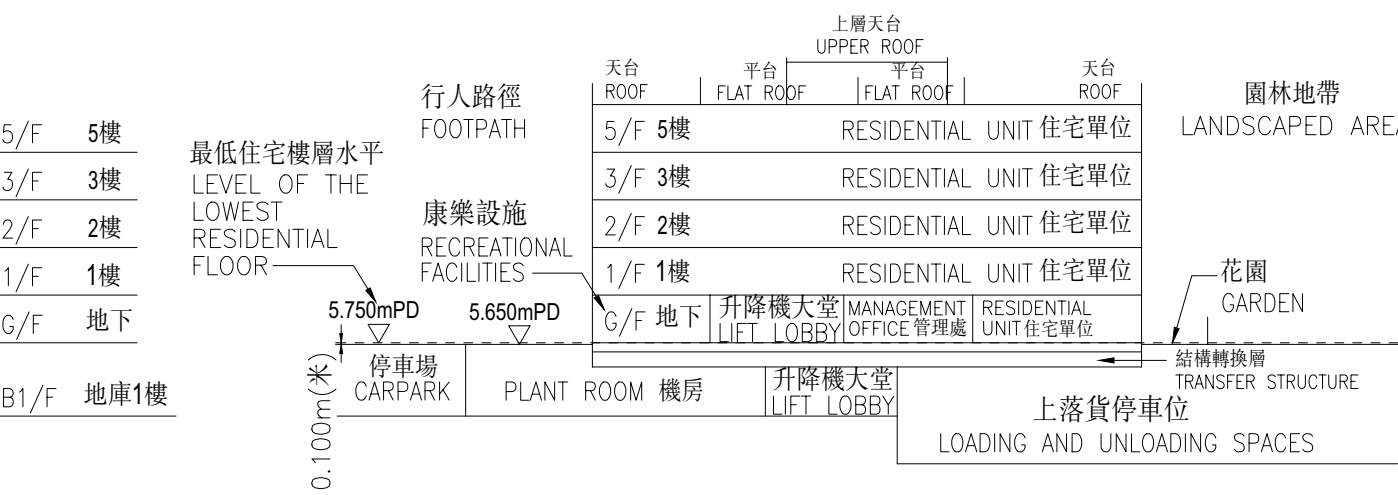 上層天台
UPPER ROOF
天台
ROOF
平台
FLAT ROOF
平台
FLAT ROOF
天台
ROOF
行人路徑
FOOTPATH
園林地帶
LANDSCAPED AREA
5/F 5樓
3/F 3樓
2/F 2樓
1/F 1樓
G/F 地下
B1/F 地庫1樓
最低住宅樓層水平
LEVEL OF THE
LOWEST
RESIDENTIAL
FLOOR
康樂設施
RECREATIONAL
FACILITIES
5/F 5樓 RESIDENTIAL UNIT 住宅單位
3/F 3樓 RESIDENTIAL UNIT 住宅單位
2/F 2樓 RESIDENTIAL UNIT 住宅單位
1/F 1樓 RESIDENTIAL UNIT 住宅單位
G/F 地下
升降機大堂
LIFT LOBBY
MANAGEMENT
OFFICE 管理處
RESIDENTIAL
UNIT 住宅單位
花園
GARDEN
5.750mPD
5.650mPD
0.100m(米)
停車場
CARPARK
PLANT ROOM 機房
升降機大堂
LIFT LOBBY
結構轉換層
TRANSFER STRUCTURE
上落貨停車位
LOADING AND UNLOADING SPACES